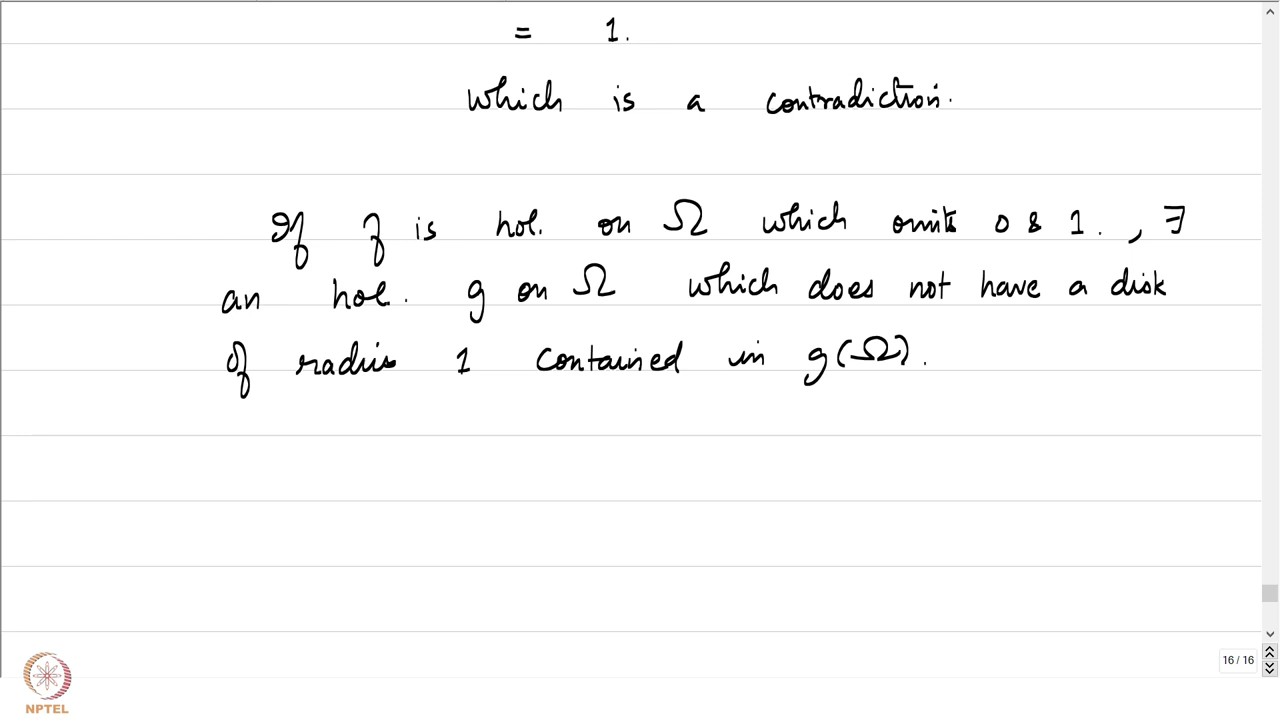 = 1.
which is a contradiction.
If f is hol. on Ω which omits 0 & 1. , ∃
an hol. g on Ω which does not have a disk
of radius 1 contained in g(Ω).
16 / 16
NPTEL